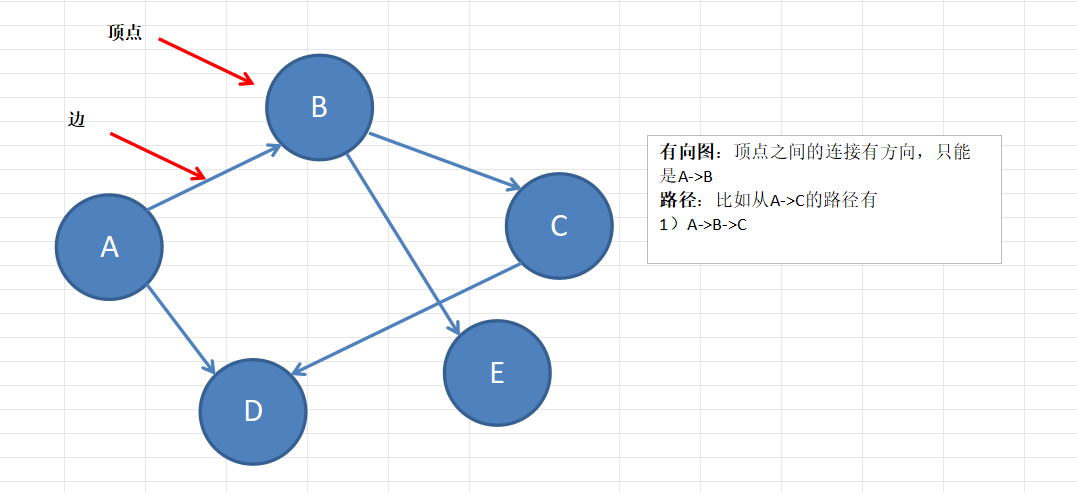 顶点
B
边
有向图：顶点之间的连接有方向，只能
是A->B
路径：比如从A->C的路径有
1）A->B->C
C
A
E
D